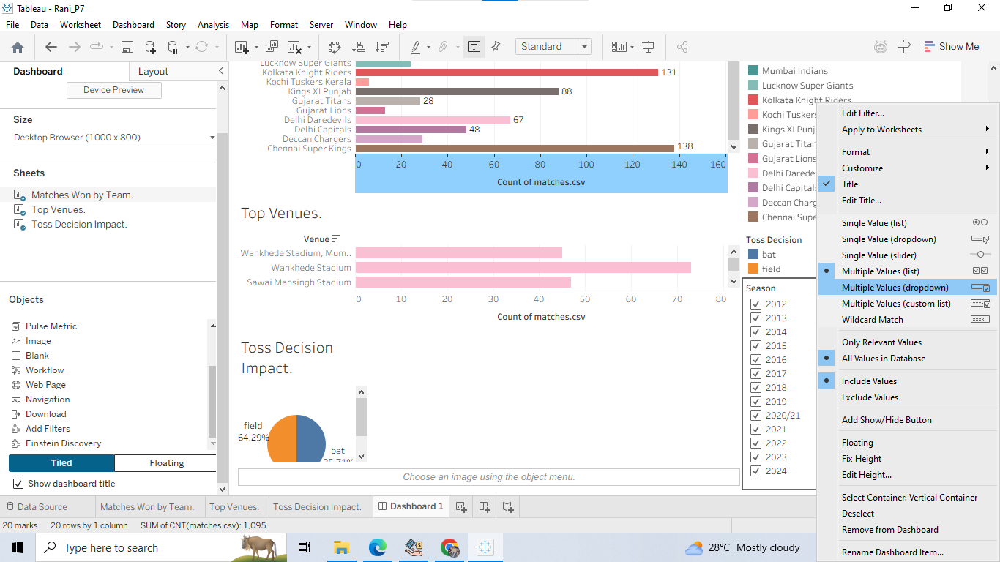 Tableau - Rani_P7
File Data Worksheet Dashboard Story Analysis Map Format Server Window Help
Standard
Show Me
Dashboard
Layout
Device Preview
Size
Desktop Browser (1000 x 800)
Sheets
Matches Won by Team.
Top Venues.
Toss Decision Impact.
Objects
Pulse Metric
Image
Blank
Workflow
Web Page
Navigation
Download
Add Filters
Einstein Discovery
Tiled
Floating
Show dashboard title
Lucknow Super Giants
Kolkata Knight Riders 131
Kochi Tuskers Kerala
Kings XI Punjab 88
Gujarat Titans 28
Gujarat Lions
Delhi Daredevils 67
Delhi Capitals 48
Deccan Chargers
Chennai Super Kings 138
0 20 40 60 80 100 120 140 160
Count of matches.csv
Top Venues.
Venue
Wankhede Stadium, Mum..
Wankhede Stadium
Sawai Mansingh Stadium
0 10 20 30 40 50 60 70 80
Count of matches.csv
Toss Decision
Impact.
field
64.29%
bat
35.71%
Choose an image using the object menu.
Mumbai Indians
Lucknow Super Giants
Kolkata Knight Riders
Kochi Tuskers
Kings XI Punj
Gujarat Titan
Gujarat Lions
Delhi Darede
Delhi Capitals
Deccan Charg
Chennai Supe
Toss Decision
bat
field
Season
2012
2013
2014
2015
2016
2017
2018
2019
2020/21
2021
2022
2023
2024
Edit Filter...
Apply to Worksheets
Format
Customize
Title
Edit Title...
Single Value (list)
Single Value (dropdown)
Single Value (slider)
Multiple Values (list)
Multiple Values (dropdown)
Multiple Values (custom list)
Wildcard Match
Only Relevant Values
All Values in Database
Include Values
Exclude Values
Add Show/Hide Button
Floating
Fix Height
Edit Height...
Select Container: Vertical Container
Deselect
Remove from Dashboard
Rename Dashboard Item...
Data Source
Matches Won by Team.
Top Venues.
Toss Decision Impact.
Dashboard 1
20 marks 20 rows by 1 column SUM of CNT(matches.csv): 1,095
Type here to search
28°C Mostly cloudy